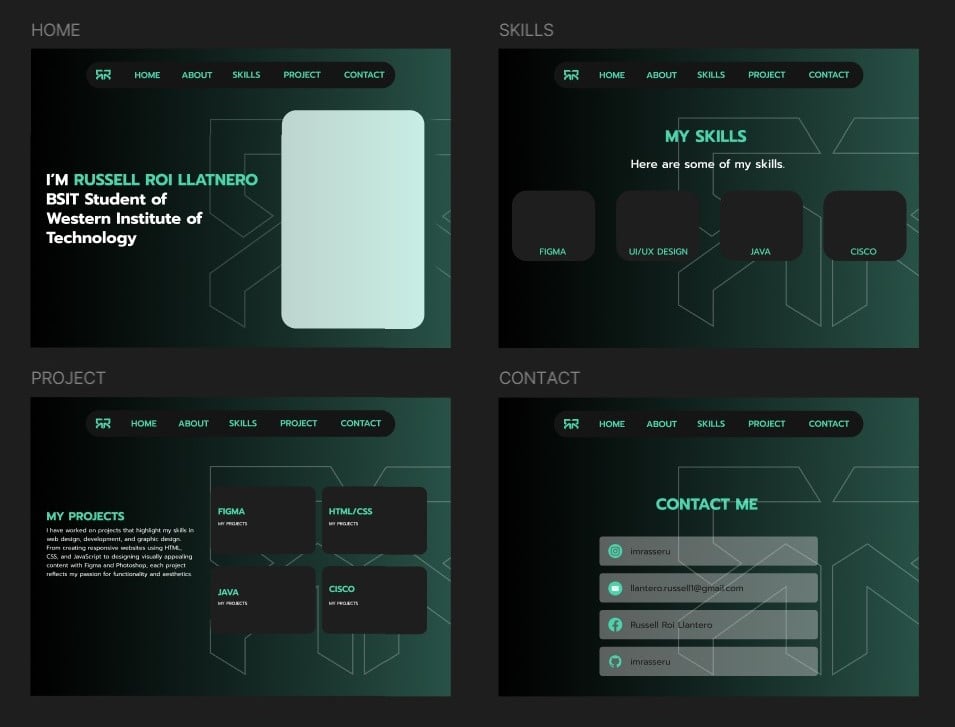 HOME
HOME ABOUT SKILLS PROJECT CONTACT
I'M RUSSELL ROI LLATNERO
BSIT Student of
Western Institute of
Technology
SKILLS
HOME ABOUT SKILLS PROJECT CONTACT
MY SKILLS
Here are some of my skills.
FIGMA
UI/UX DESIGN
JAVA
CISCO
PROJECT
HOME ABOUT SKILLS PROJECT CONTACT
MY PROJECTS
I have worked on projects that highlight my skills in
web design, development, and graphic design.
From creating responsive websites using HTML,
CSS, and JavaScript to designing visually appealing
content with Figma and Photoshop, each project
reflects my passion for functionality and aesthetics.
FIGMA
MY PROJECTS
HTML/CSS
MY PROJECTS
JAVA
MY PROJECTS
CISCO
MY PROJECTS
CONTACT
HOME ABOUT SKILLS PROJECT CONTACT
CONTACT ME
imrasseru
llantero.russell1@gmail.com
Russell Roi Llantero
imrasseru